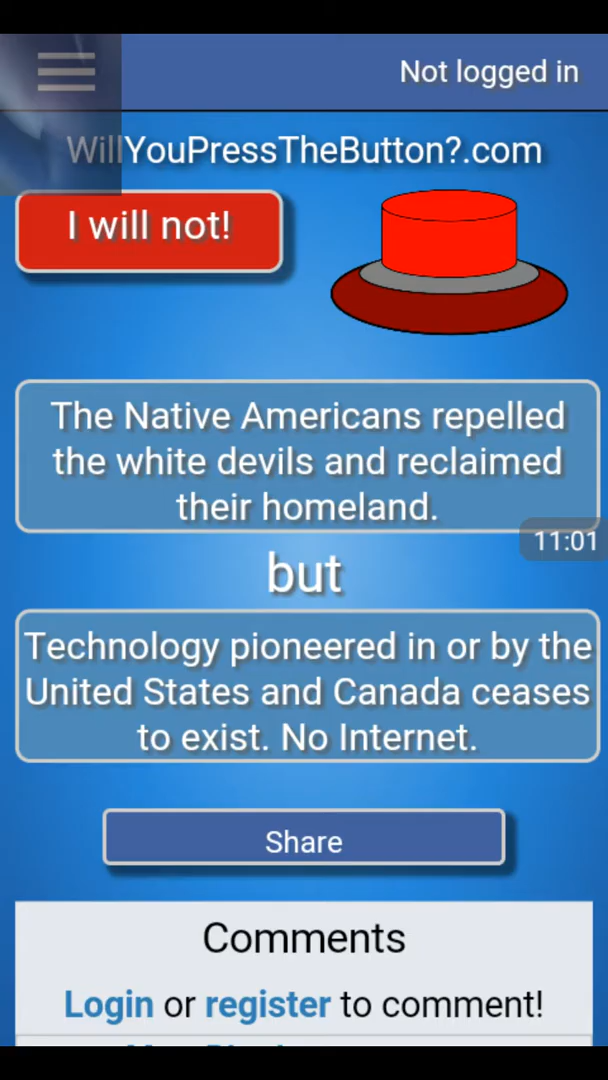 Not logged in
WillYouPressTheButton?.com
I will not!
The Native Americans repelled
the white devils and reclaimed
their homeland.
11:01
but
Technology pioneered in or by the
United States and Canada ceases
to exist. No Internet.
Share
Comments
Login or register to comment!